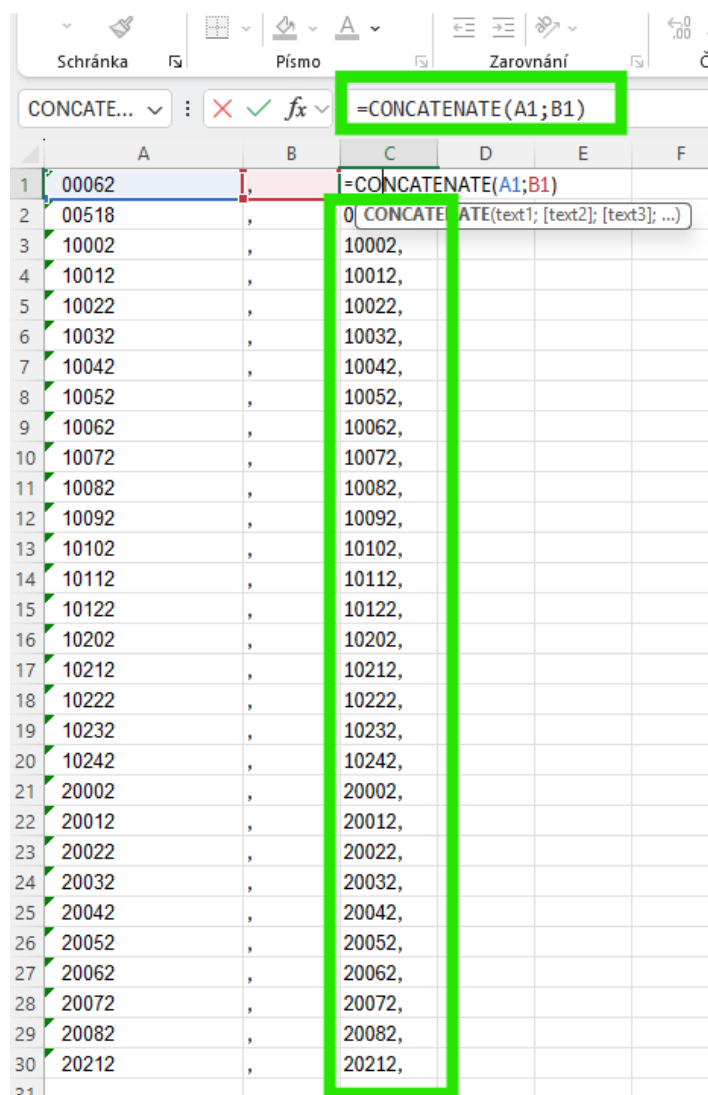 Schránka Písmo Zarovnání Č
CONCATE... fx =CONCATENATE(A1;B1)
A B C D E F
1 00062 , =CONCATENATE(A1;B1)
2 00518 , 0 CONCATENATE(text1; [text2]; [text3]; ...)
3 10002 , 10002,
4 10012 , 10012,
5 10022 , 10022,
6 10032 , 10032,
7 10042 , 10042,
8 10052 , 10052,
9 10062 , 10062,
10 10072 , 10072,
11 10082 , 10082,
12 10092 , 10092,
13 10102 , 10102,
14 10112 , 10112,
15 10122 , 10122,
16 10202 , 10202,
17 10212 , 10212,
18 10222 , 10222,
19 10232 , 10232,
20 10242 , 10242,
21 20002 , 20002,
22 20012 , 20012,
23 20022 , 20022,
24 20032 , 20032,
25 20042 , 20042,
26 20052 , 20052,
27 20062 , 20062,
28 20072 , 20072,
29 20082 , 20082,
30 20212 , 20212,
31